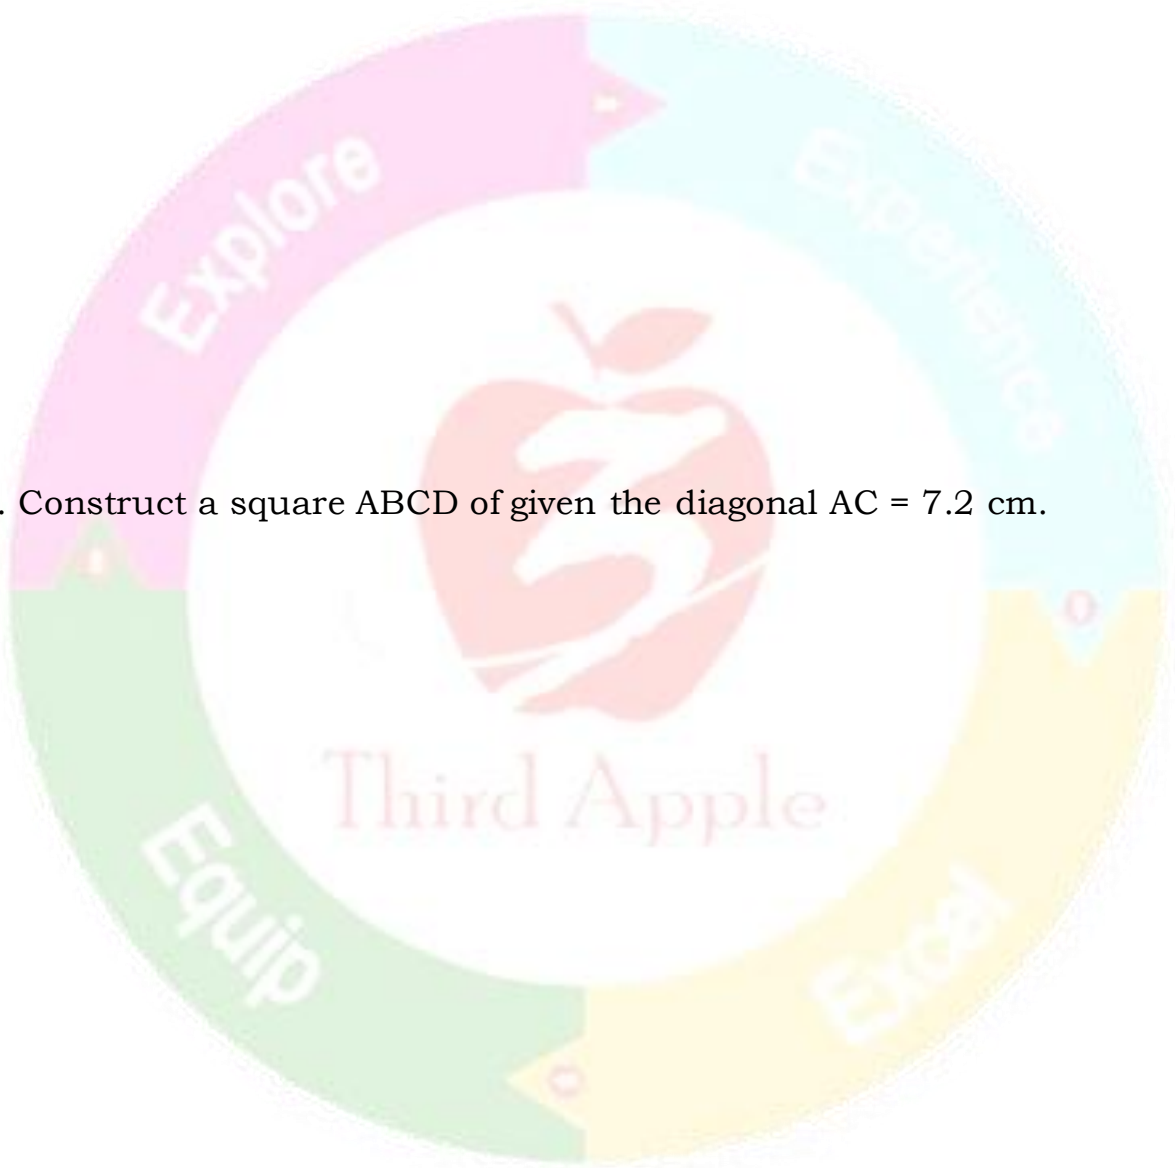 Explore
Experience
. Construct a square ABCD of given the diagonal AC = 7.2 cm.
Third Apple
Equip
Excel